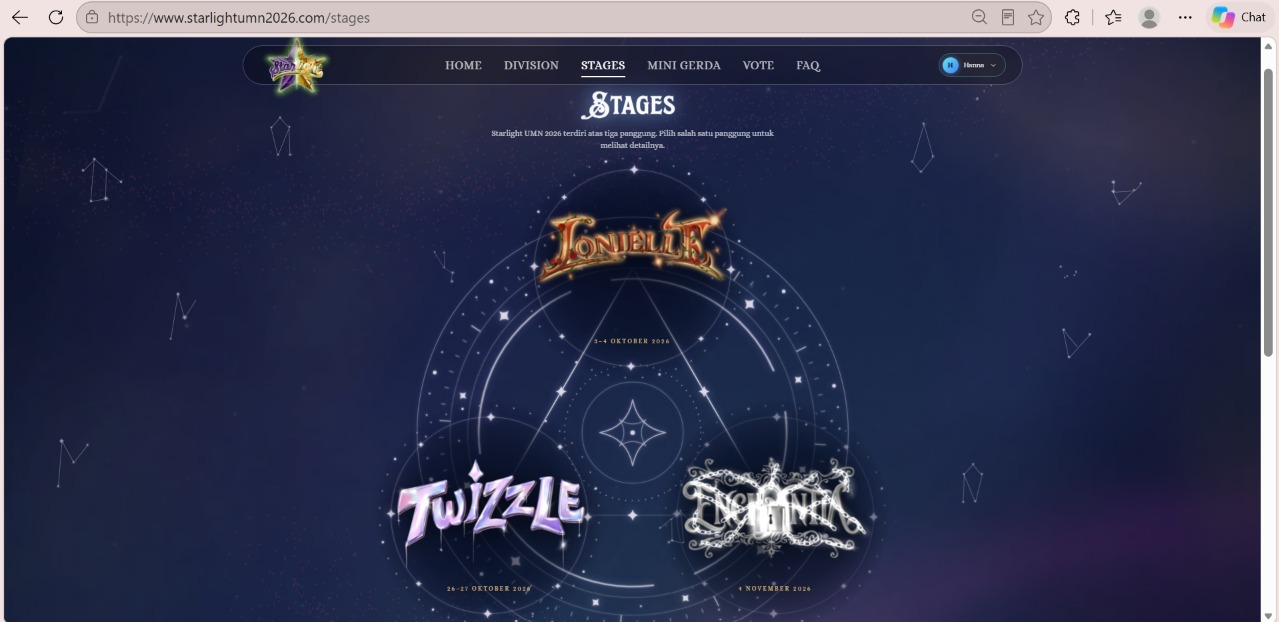 https://www.starlightumn2026.com/stages
Chat
Starlight
HOME
DIVISION
STAGES
MINI GERDA
VOTE
FAQ
H
Hanna
STAGES
Starlight UMN 2026 terdiri atas tiga panggung. Pilih salah satu panggung untuk
melihat detailnya.
IONIELLE
3–4 OKTOBER 2026
TWIZZLE
26–27 OKTOBER 2026
4 NOVEMBER 2026